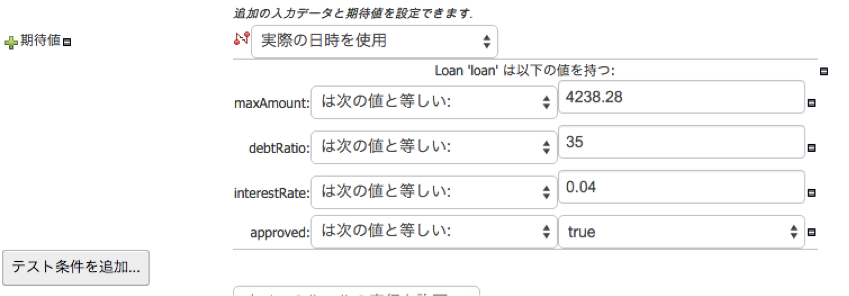 追加の入力データと期待値を設定できます.
期待値
実際の日時を使用
Loan 'loan' は以下の値を持つ:
maxAmount: は次の値と等しい: 4238.28
debtRatio: は次の値と等しい: 35
interestRate: は次の値と等しい: 0.04
approved: は次の値と等しい: true
テスト条件を追加...